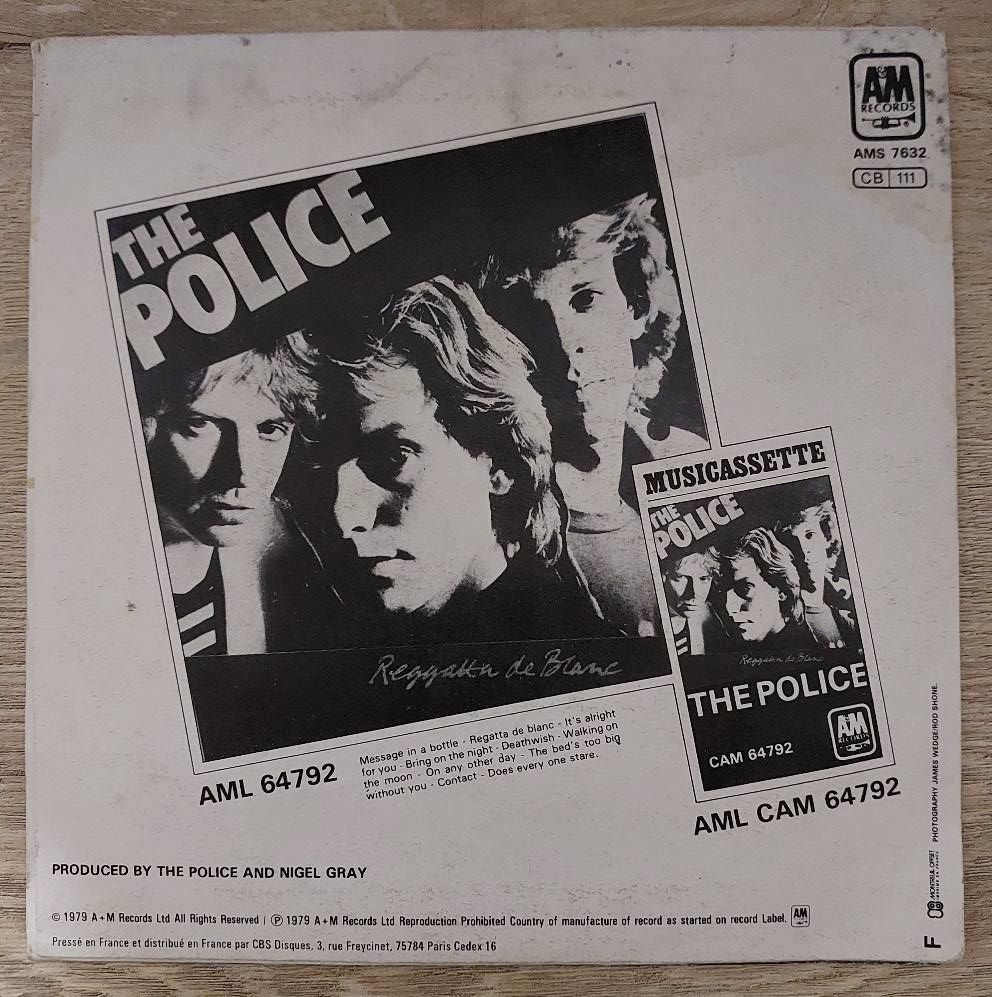 A&M
RECORDS
®
AMS 7632
CB 111
THE
POLICE
Reggatta de Blanc
MUSICASSETTE
THE
POLICE
Reggatta de Blanc
THE POLICE
A&M
RECORDS
CAM 64792
Message in a bottle - Regatta de blanc - It's alright
for you - Bring on the night - Deathwish - Walking on
the moon - On any other day - The bed's too big
without you - Contact - Does every one stare.
AML 64792
AML CAM 64792
PRODUCED BY THE POLICE AND NIGEL GRAY
© 1979 A+M Records Ltd All Rights Reserved / Ⓟ 1979 A+M Records Ltd Reproduction Prohibited Country of manufacture of record as started on record Label. A&M
Pressé en France et distribué en France par CBS Disques, 3, rue Freycinet, 75784 Paris Cedex 16
PHOTOGRAPHY JAMES WEDGE/ROD SHONE.
MONTREUIL OFFSET
F